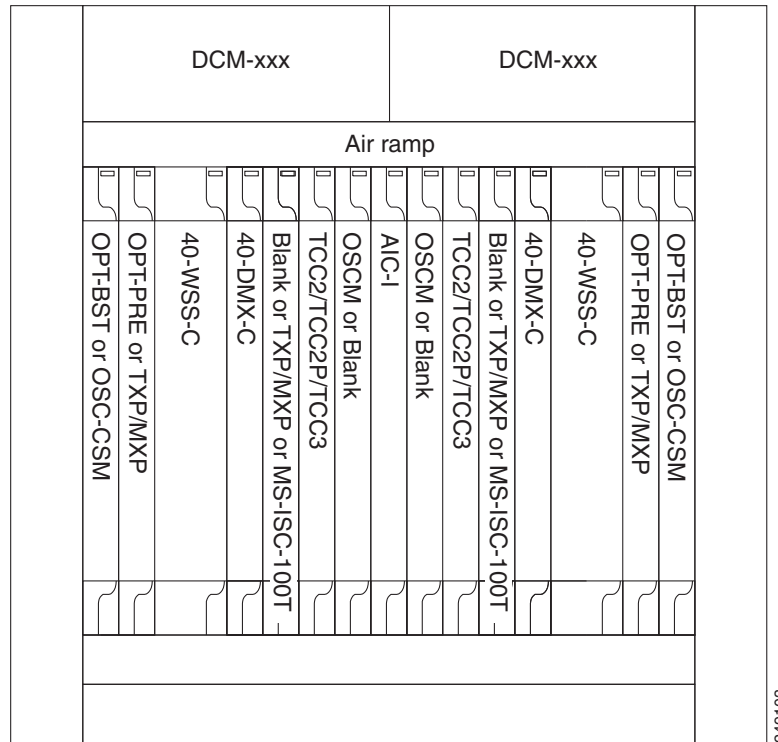 DCM-xxx
DCM-xxx
Air ramp
OPT-BST or OSC-CSM
OPT-PRE or TXP/MXP
40-WSS-C
40-DMX-C
Blank or TXP/MXP or MS-ISC-100T
TCC2/TCC2P/TCC3
OSCM or Blank
AIC-I
OSCM or Blank
TCC2/TCC2P/TCC3
Blank or TXP/MXP or MS-ISC-100T
40-DMX-C
40-WSS-C
OPT-PRE or TXP/MXP
OPT-BST or OSC-CSM